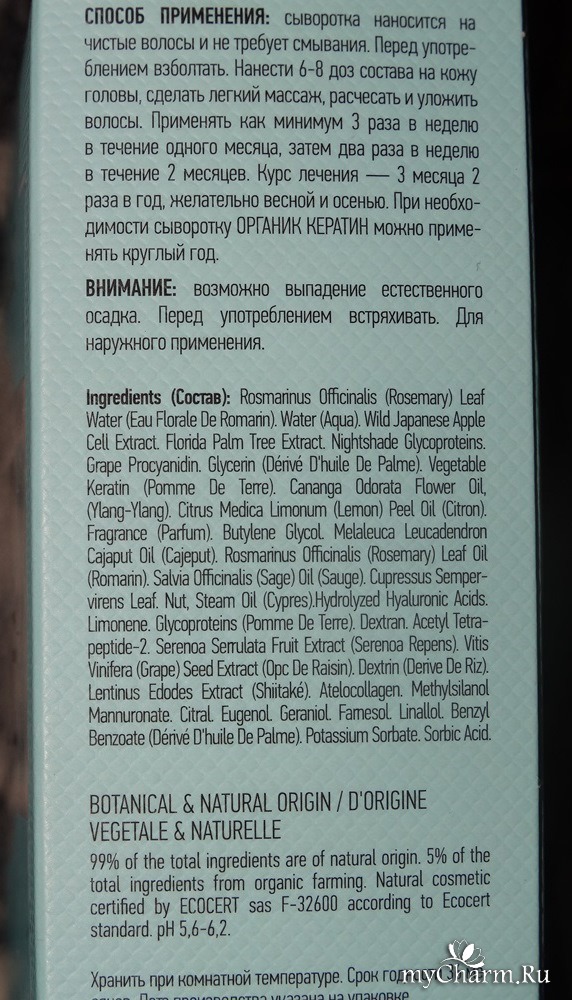 СПОСОБ ПРИМЕНЕНИЯ: сыворотка наносится на
чистые волосы и не требует смывания. Перед употре-
блением взболтать. Нанести 6-8 доз состава на кожу
головы, сделать легкий массаж, расчесать и уложить
волосы. Применять как минимум 3 раза в неделю
в течение одного месяца, затем два раза в неделю
в течение 2 месяцев. Курс лечения — 3 месяца 2
раза в год, желательно весной и осенью. При необхо-
димости сыворотку ОРГАНИК КЕРАТИН можно приме-
нять круглый год.
ВНИМАНИЕ: возможно выпадение естественного
осадка. Перед употреблением встряхивать. Для
наружного применения.
Ingredients (Состав): Rosmarinus Officinalis (Rosemary) Leaf
Water (Eau Florale De Romarin). Water (Aqua). Wild Japanese Apple
Cell Extract. Florida Palm Tree Extract. Nightshade Glycoproteins.
Grape Procyanidin. Glycerin (Dérivé D'huile De Palme). Vegetable
Keratin (Pomme De Terre). Cananga Odorata Flower Oil,
(Ylang-Ylang). Citrus Medica Limonum (Lemon) Peel Oil (Citron).
Fragrance (Parfum). Butylene Glycol. Melaleuca Leucadendron
Cajaput Oil (Cajeput). Rosmarinus Officinalis (Rosemary) Leaf Oil
(Romarin). Salvia Officinalis (Sage) Oil (Sauge). Cupressus Semper-
virens Leaf. Nut, Steam Oil (Cypres).Hydrolyzed Hyaluronic Acids.
Limonene. Glycoproteins (Pomme De Terre). Dextran. Acetyl Tetra-
peptide-2. Serenoa Serrulata Fruit Extract (Serenoa Repens). Vitis
Vinifera (Grape) Seed Extract (Opc De Raisin). Dextrin (Derive De Riz).
Lentinus Edodes Extract (Shiitaké). Atelocollagen. Methylsilanol
Mannuronate. Citral. Eugenol. Geraniol. Farnesol. Linallol. Benzyl
Benzoate (Dérivé D'huile De Palme). Potassium Sorbate. Sorbic Acid.
BOTANICAL & NATURAL ORIGIN / D'ORIGINE
VEGETALE & NATURELLE
99% of the total ingredients are of natural origin. 5% of the
total ingredients from organic farming. Natural cosmetic
certified by ECOCERT sas F-32600 according to Ecocert
standard. pH 5,6-6,2.
Хранить при комнатной температуре. Срок
Дата производства указана на упаковке
myCharm.Ru